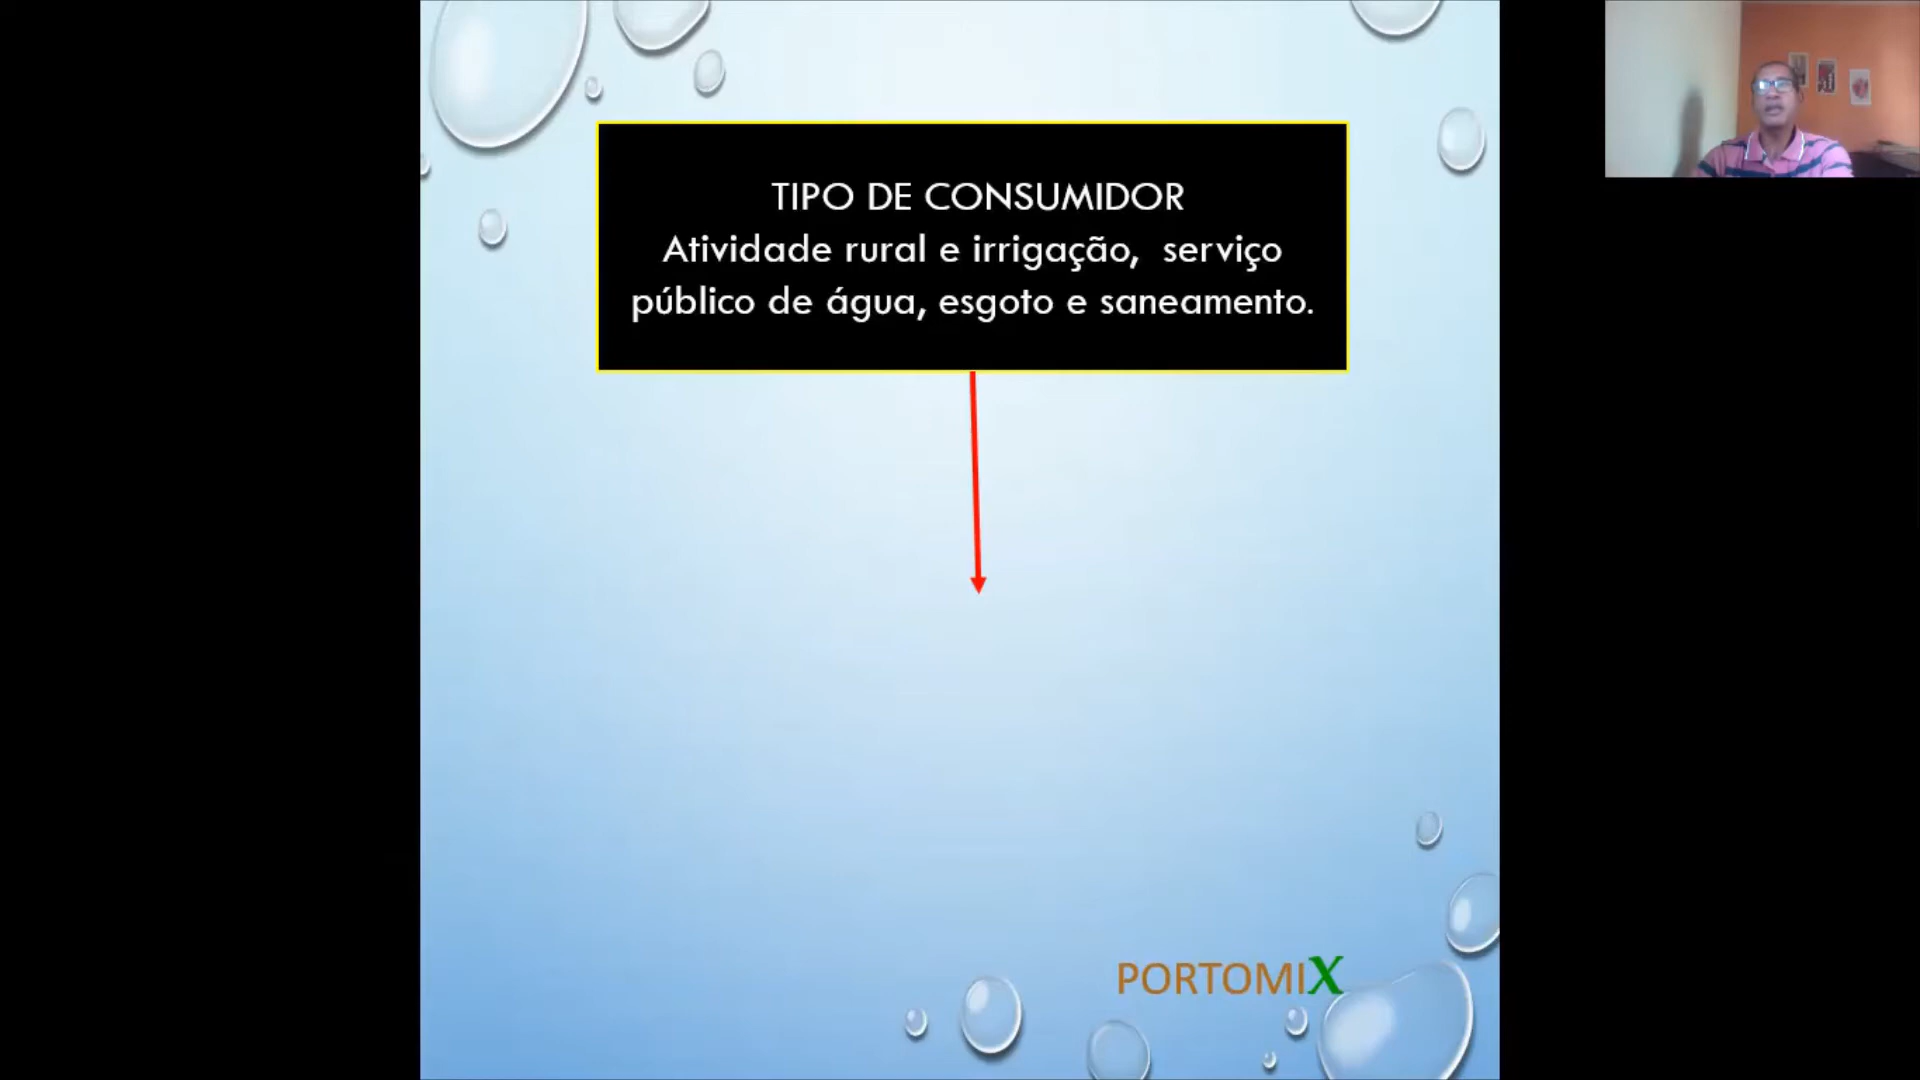 TIPO DE CONSUMIDOR
Atividade rural e irrigação, serviço
público de água, esgoto e saneamento.
PORTOMIX